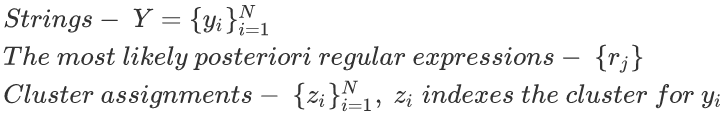 Strings − Y = {y_i}_{i=1}^N
The most likely posteriori regular expressions − {r_j}
Cluster assignments − {z_i}_{i=1}^N, z_i indexes the cluster for y_i